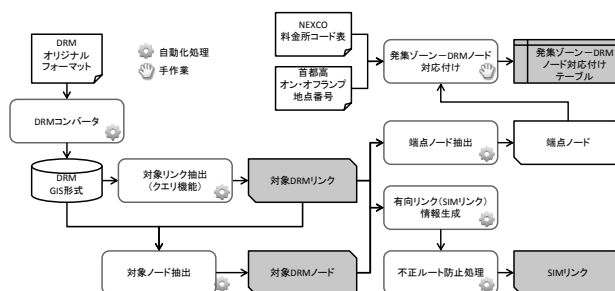 DRM
オリジナル
フォーマット
自動化処理
手作業
NEXCO
料金所コード表
首都高
オン・オフランプ
地点番号
発集ゾーンーDRMノード
対応付け
発集ゾーンーDRM
ノード対応付け
テーブル
DRMコンバータ
DRM
GIS形式
対象リンク抽出
(クエリ機能)
対象DRMリンク
端点ノード抽出
端点ノード
有向リンク(SIMリンク)
情報生成
対象ノード抽出
対象DRMノード
不正ルート防止処理
SIMリンク